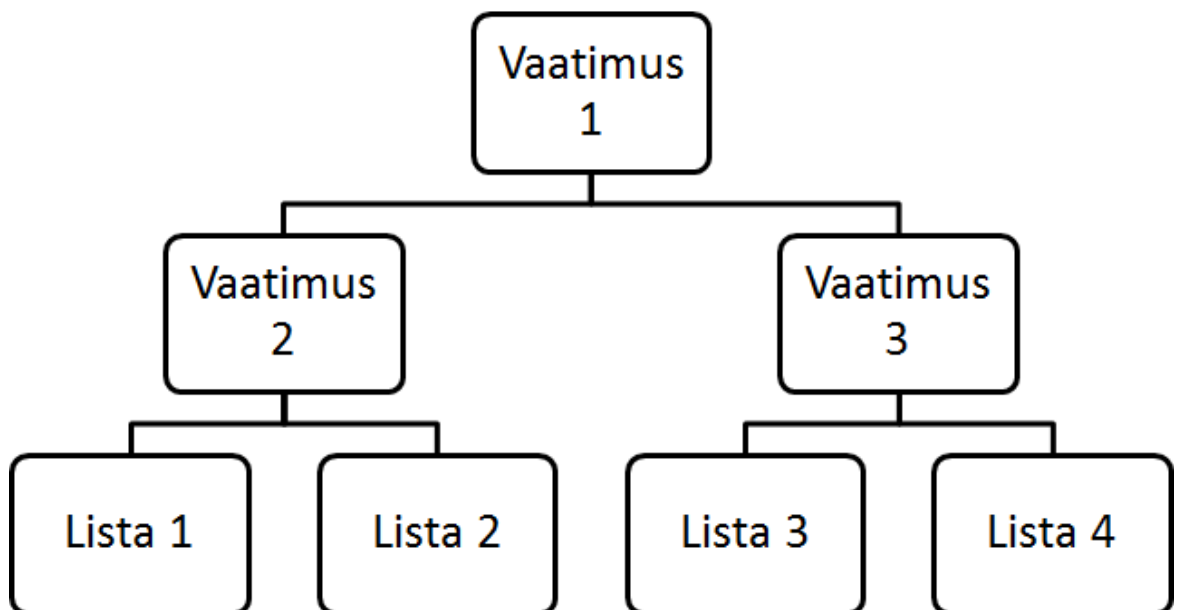 Vaatimus
1
Vaatimus
2
Vaatimus
3
Lista 1
Lista 2
Lista 3
Lista 4